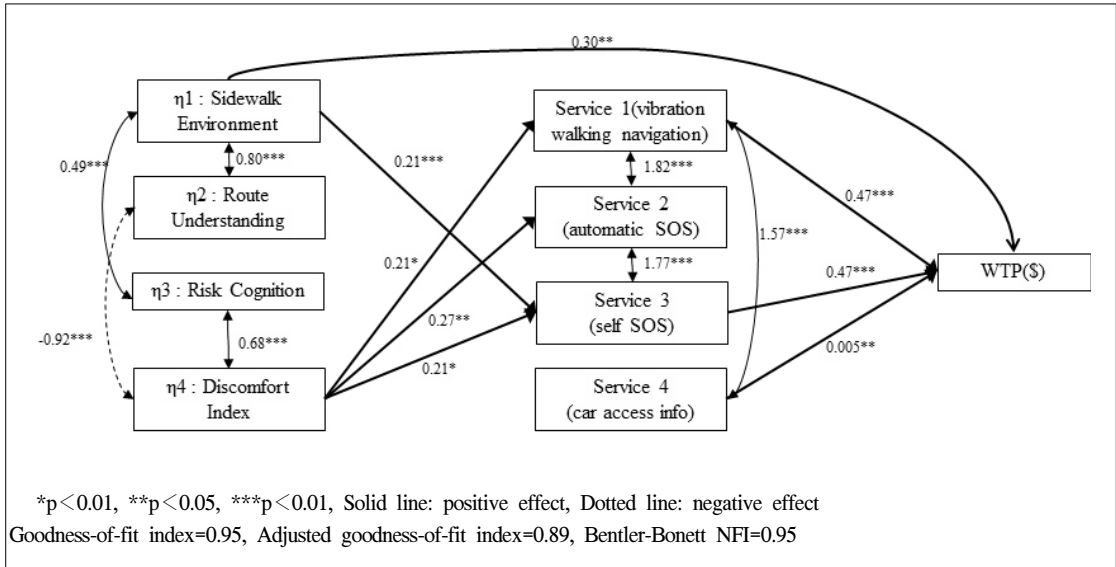 0.30**
η1 : Sidewalk
Environment
Service 1(vibration
walking navigation)
0.49***
0.80***
0.21***
1.82***
0.47***
η2 : Route
Understanding
Service 2
(automatic SOS)
1.57***
0.21*
1.77***
WTP($)
η3 : Risk Cognition
0.27**
Service 3
(self SOS)
0.47***
-0.92***
0.68***
0.21*
0.005**
η4 : Discomfort
Index
Service 4
(car access info)
*p<0.01, **p<0.05, ***p<0.01, Solid line: positive effect, Dotted line: negative effect
Goodness-of-fit index=0.95, Adjusted goodness-of-fit index=0.89, Bentler-Bonett NFI=0.95